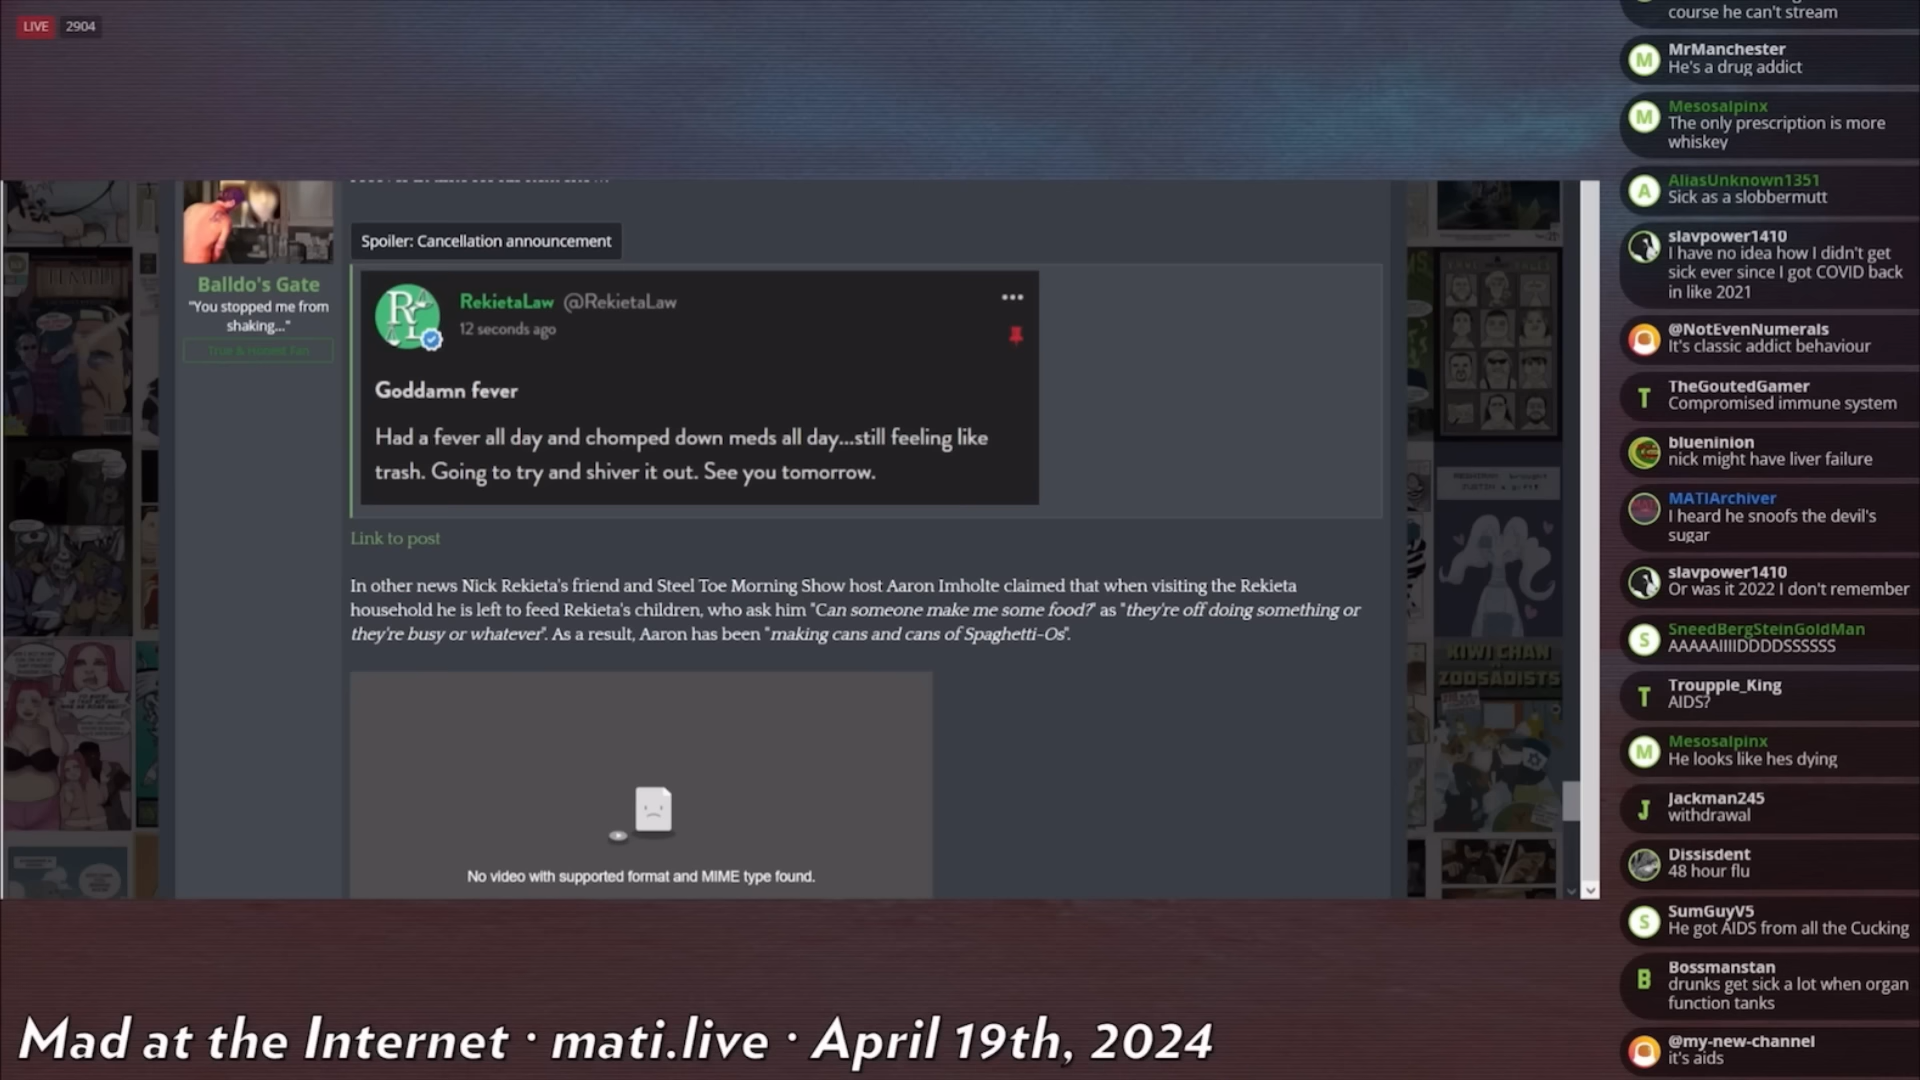 LIVE 2904
Spoiler: Cancellation announcement
Balldo's Gate
"You stopped me from
shaking..."
True & Honest Fan
RekietaLaw @RekietaLaw
12 seconds ago
Goddamn fever
Had a fever all day and chomped down meds all day...still feeling like
trash. Going to try and shiver it out. See you tomorrow.
Link to post
In other news Nick Rekieta's friend and Steel Toe Morning Show host Aaron Imholte claimed that when visiting the Rekieta
household he is left to feed Rekieta's children, who ask him "Can someone make me some food?" as "they're off doing something or
they're busy or whatever". As a result, Aaron has been "making cans and cans of Spaghetti-Os".
No video with supported format and MIME type found.
KIWI CHAN
ZOOSADISTS
course he can't stream
MrManchester
He's a drug addict
Mesosalpinx
The only prescription is more
whiskey
AliasUnknown1351
Sick as a slobbermutt
slavpower1410
I have no idea how I didn't get
sick ever since I got COVID back
in like 2021
@NotEvenNumerals
It's classic addict behaviour
TheGoutedGamer
Compromised immune system
blueninion
nick might have liver failure
MATIArchiver
I heard he snoofs the devil's
sugar
slavpower1410
Or was it 2022 I don't remember
SneedBergSteinGoldMan
AAAAAIIIIDDDDSSSSSS
Troupple_King
AIDS?
Mesosalpinx
He looks like hes dying
Jackman245
withdrawal
Dissisdent
48 hour flu
SumGuyV5
He got AIDS from all the Cucking
Bossmanstan
drunks get sick a lot when organ
function tanks
@my-new-channel
it's aids
Mad at the Internet · mati.live · April 19th, 2024